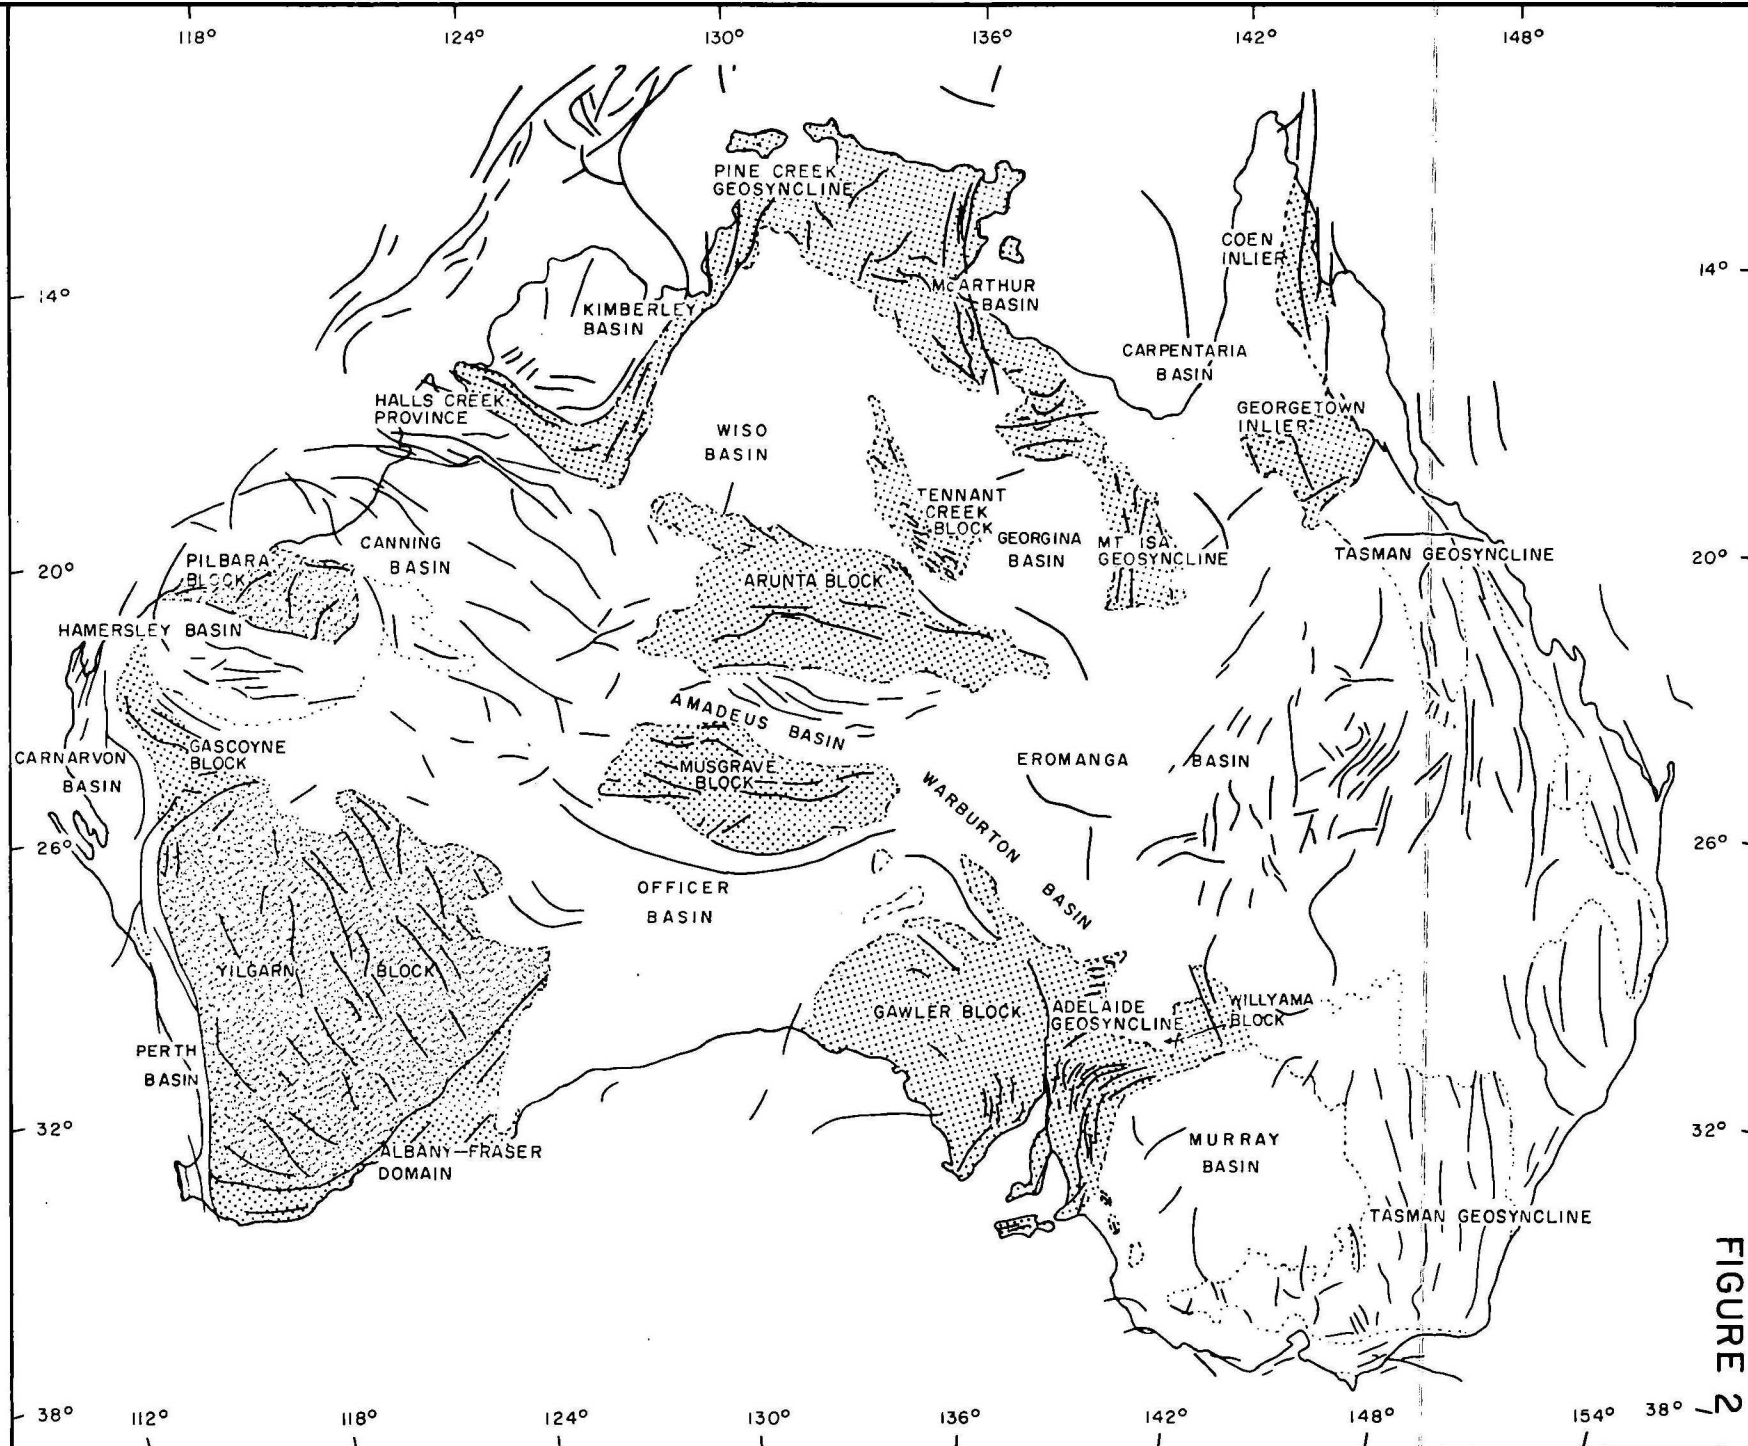 118° 124° 130° 136° 142° 148°
PINE CREEK
GEOSYNCLINE
COEN
INLIER
14°
14°
McARTHUR
BASIN
KIMBERLEY
BASIN
CARPENTARIA
BASIN
HALLS CREEK
PROVINCE
GEORGETOWN
INLIER
WISO
BASIN
TENNANT
CREEK
BLOCK
GEORGINA
BASIN
MT ISA
GEOSYNCLINE
TASMAN GEOSYNCLINE
CANNING
BASIN
PILBARA
BLOCK
20°
20°
ARUNTA BLOCK
HAMERSLEY BASIN
AMADEUS BASIN
GASCOYNE
BLOCK
CARNARVON
BASIN
MUSGRAVE
BLOCK
EROMANGA BASIN
WARBURTON BASIN
26°
26°
OFFICER
BASIN
YILGARN BLOCK
GAWLER BLOCK
ADELAIDE
GEOSYNCLINE
WILLYAMA
BLOCK
PERTH
BASIN
32°
32°
ALBANY—FRASER
DOMAIN
MURRAY
BASIN
TASMAN GEOSYNCLINE
FIGURE 2
38° 112° 118° 124° 130° 136° 142° 148° 154° 38°